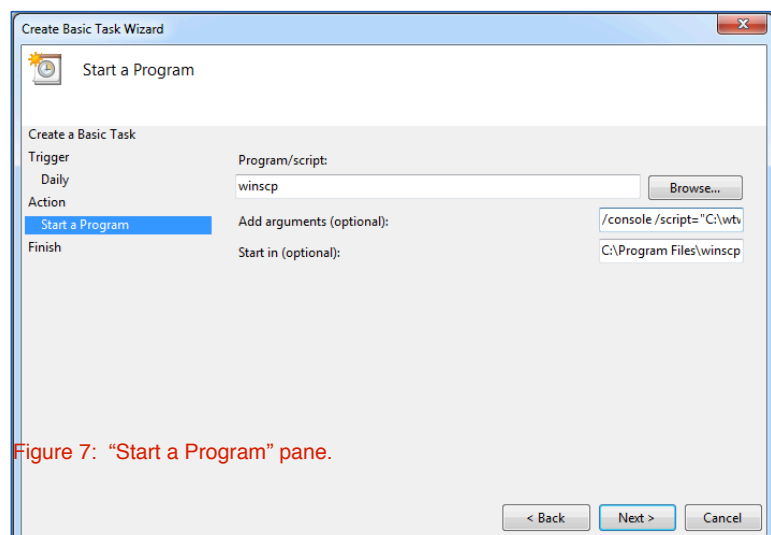 Create Basic Task Wizard
Start a Program
Create a Basic Task
Trigger
Daily
Action
Start a Program
Finish
Program/script:
winscp
Browse...
Add arguments (optional):
/console /script="C:\wtv
Start in (optional):
C:\Program Files\winscp
Figure 7: “Start a Program” pane.
< Back
Next >
Cancel